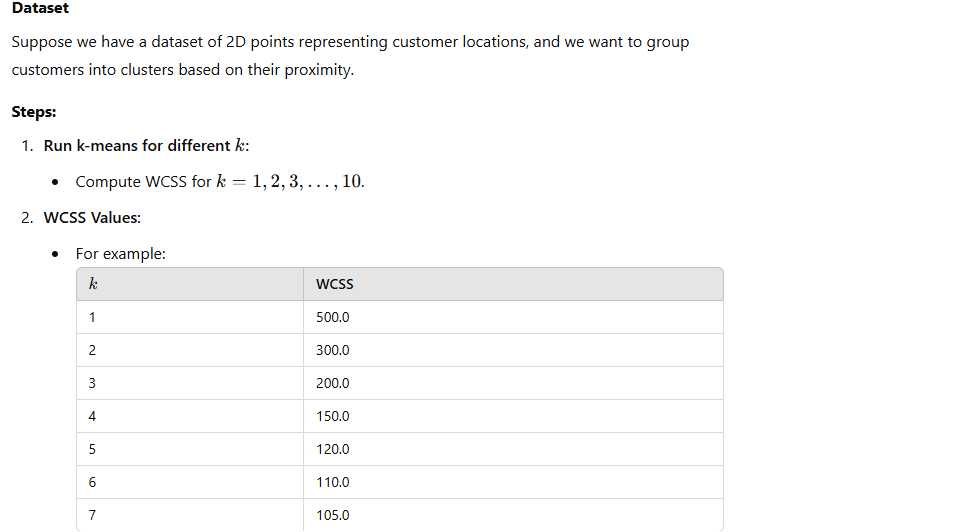 Dataset
Suppose we have a dataset of 2D points representing customer locations, and we want to group
customers into clusters based on their proximity.
Steps:
1. Run k-means for different k:
• Compute WCSS for k = 1, 2, 3, . . . , 10.
2. WCSS Values:
• For example:
k WCSS
1 500.0
2 300.0
3 200.0
4 150.0
5 120.0
6 110.0
7 105.0